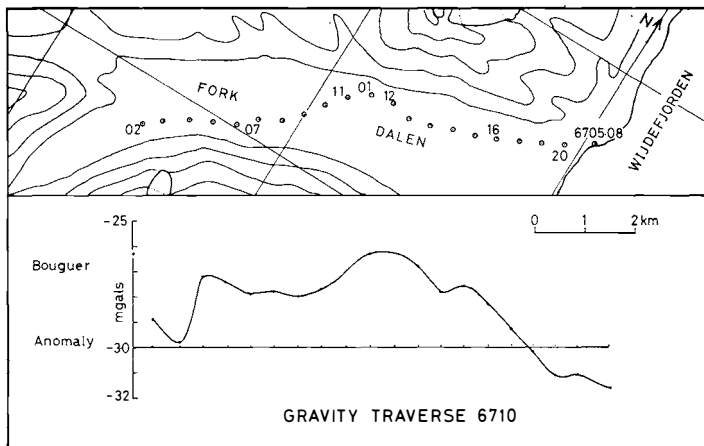 N
FORK
11 01 12
02
07
DALEN
16
6705·08
20
WIJDEFJORDEN
0 1 2km
-25
Bouguer
mgals
Anomaly
-30
-32
GRAVITY TRAVERSE 6710